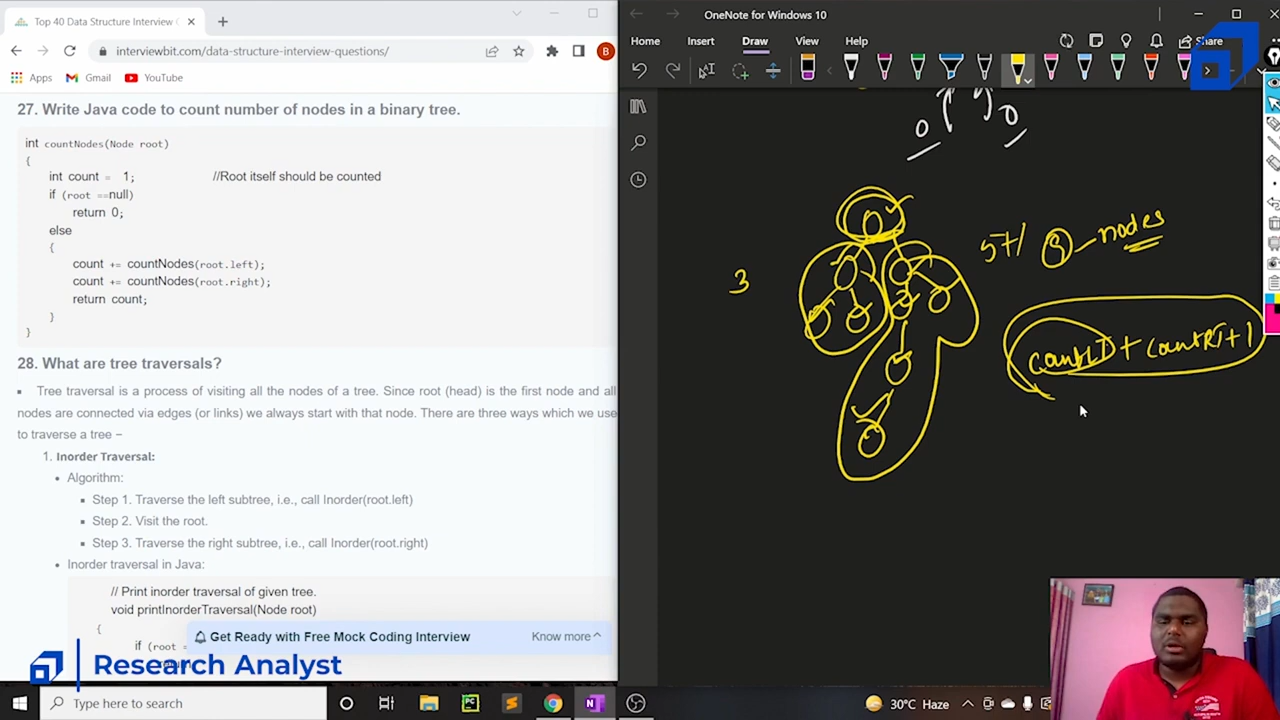 Top 40 Data Structure Interview
interviewbit.com/data-structure-interview-questions/
B
Apps
Gmail
YouTube
27. Write Java code to count number of nodes in a binary tree.
int countNodes(Node root)
{
int count = 1; //Root itself should be counted
if (root ==null)
return 0;
else
{
count += countNodes(root.left);
count += countNodes(root.right);
return count;
}
}
28. What are tree traversals?
Tree traversal is a process of visiting all the nodes of a tree. Since root (head) is the first node and all
nodes are connected via edges (or links) we always start with that node. There are three ways which we use
to traverse a tree −
1. Inorder Traversal:
Algorithm:
Step 1. Traverse the left subtree, i.e., call Inorder(root.left)
Step 2. Visit the root.
Step 3. Traverse the right subtree, i.e., call Inorder(root.right)
Inorder traversal in Java:
// Print inorder traversal of given tree.
void printInorderTraversal(Node root)
{
if (root =
Get Ready with Free Mock Coding Interview
Know more
Research Analyst
OneNote for Windows 10
Home
Insert
Draw
View
Help
Share
0
0
3
nodes
countLT + countRT + 1
Type here to search
PC
30°C Haze